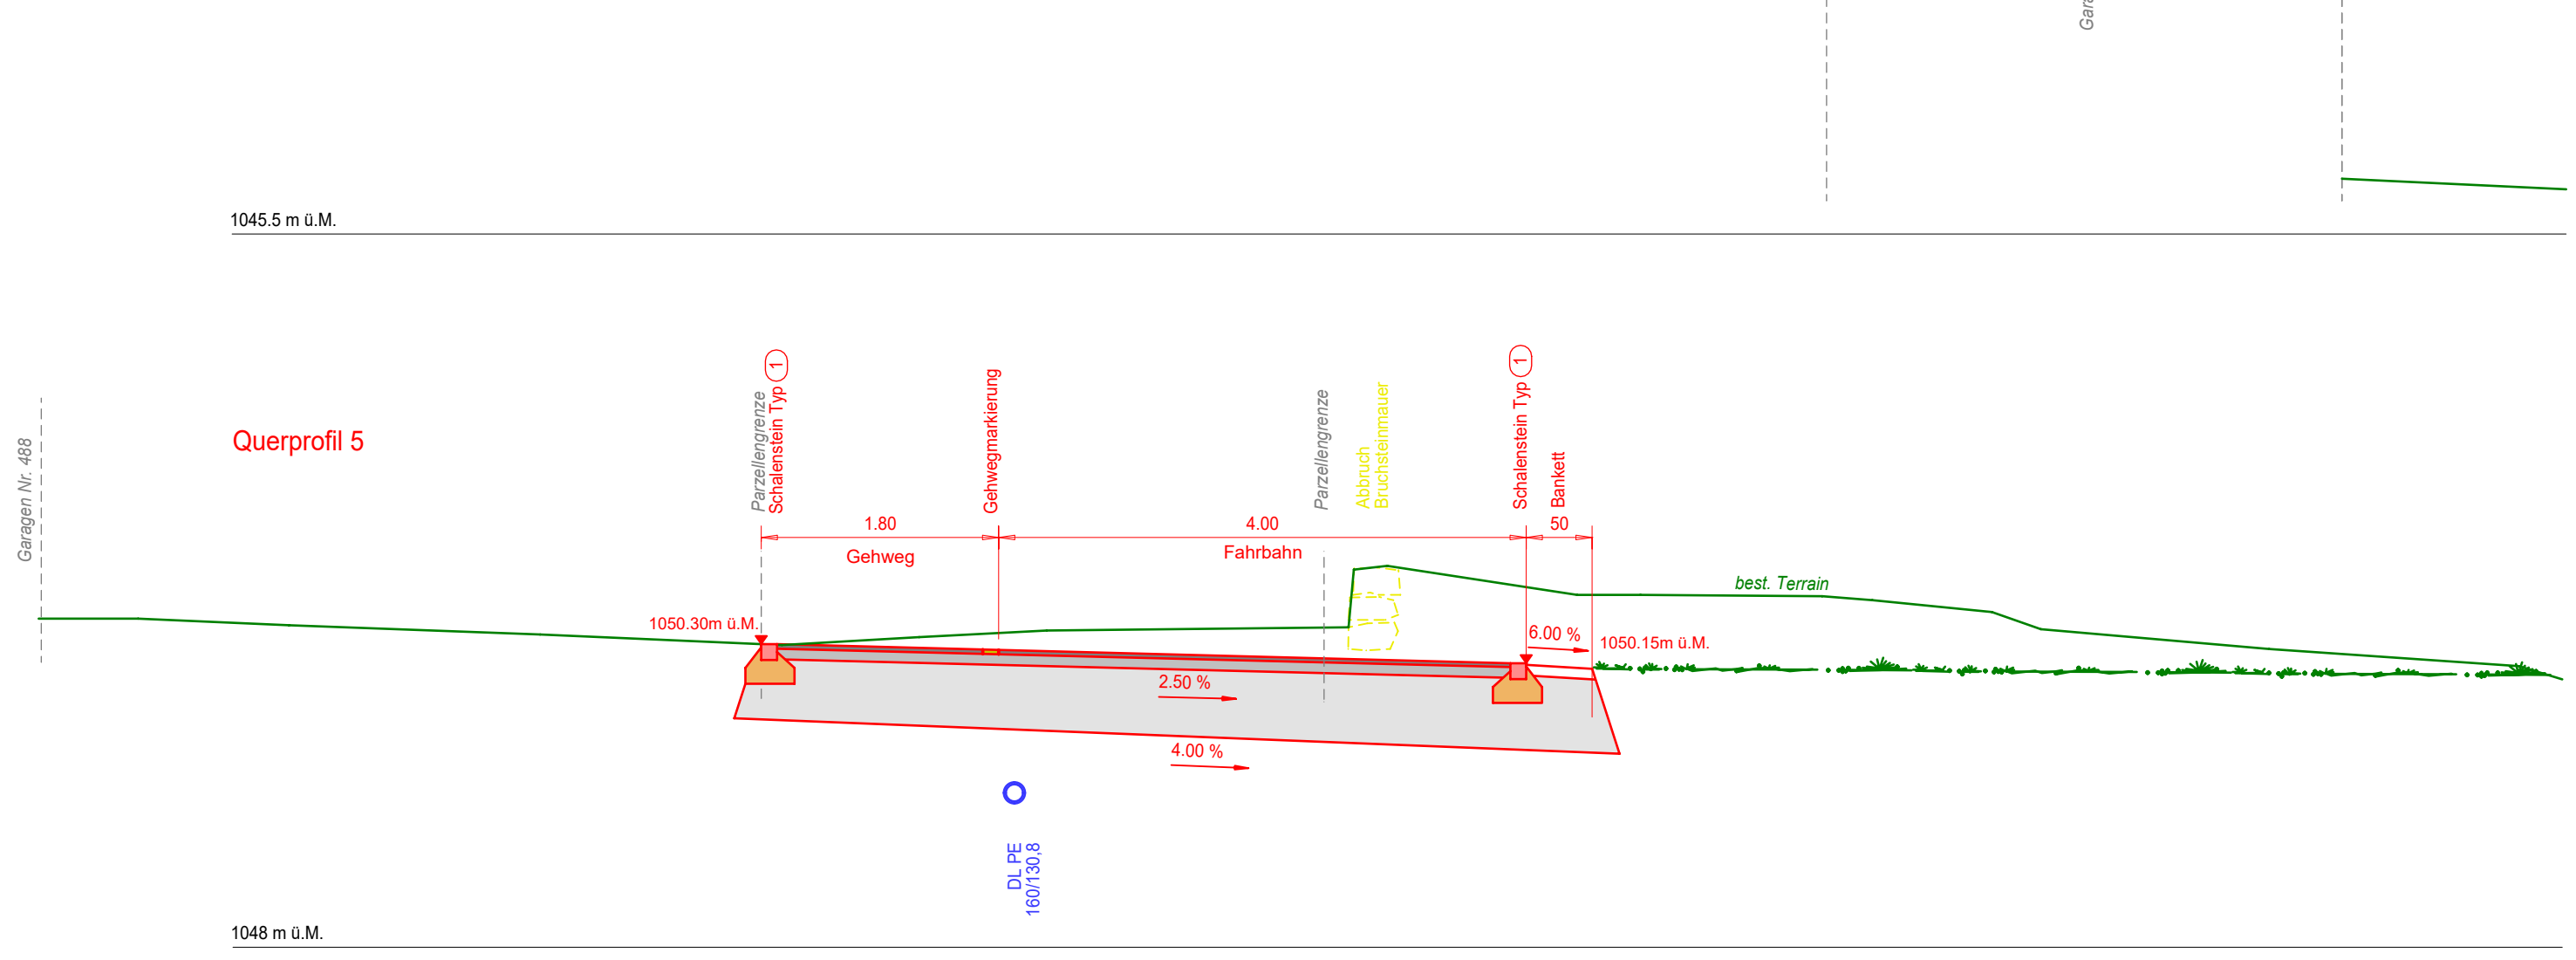 Gara
1045.5 m ü.M.
Garagen Nr. 488
Querprofil 5
Parzellengrenze
Schalenstein Typ 1
Gehwegmarkierung
Parzellengrenze
Abbruch
Bruchsteinmauer
Schalenstein Typ 1
Bankett
1.80
4.00
50
Gehweg
Fahrbahn
best. Terrain
1050.30m ü.M.
6.00 %
1050.15m ü.M.
2.50 %
4.00 %
DL PE
160/130,8
1048 m ü.M.